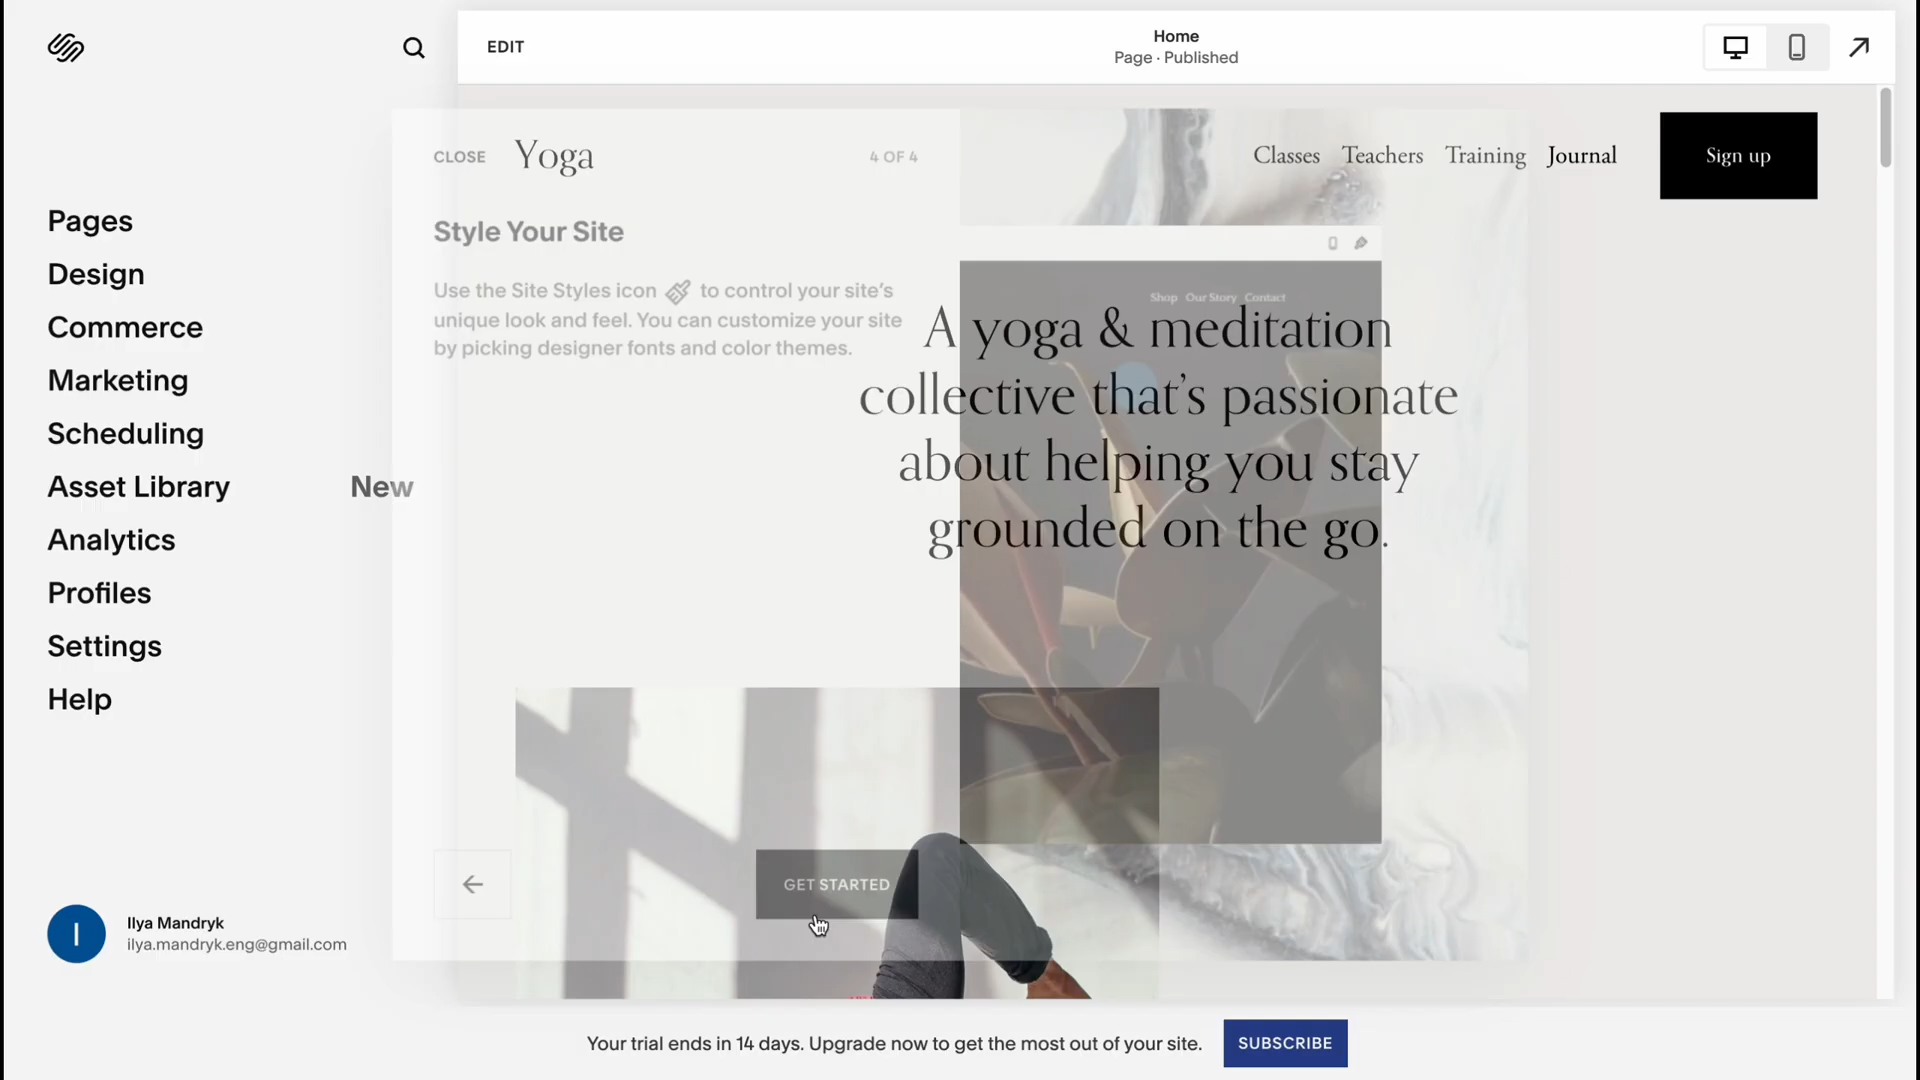 EDIT
Home
Page · Published
Pages
Design
Commerce
Marketing
Scheduling
Asset Library
New
Analytics
Profiles
Settings
Help
Ilya Mandryk
ilya.mandryk.eng@gmail.com
CLOSE
4 OF 4
Style Your Site
Use the Site Styles icon to control your site's
unique look and feel. You can customize your site
by picking designer fonts and color themes.
GET STARTED
Shop Our Story Contact
Yoga
Classes Teachers Training Journal
Sign up
A yoga & meditation
collective that's passionate
about helping you stay
grounded on the go.
Your trial ends in 14 days. Upgrade now to get the most out of your site.
SUBSCRIBE
I